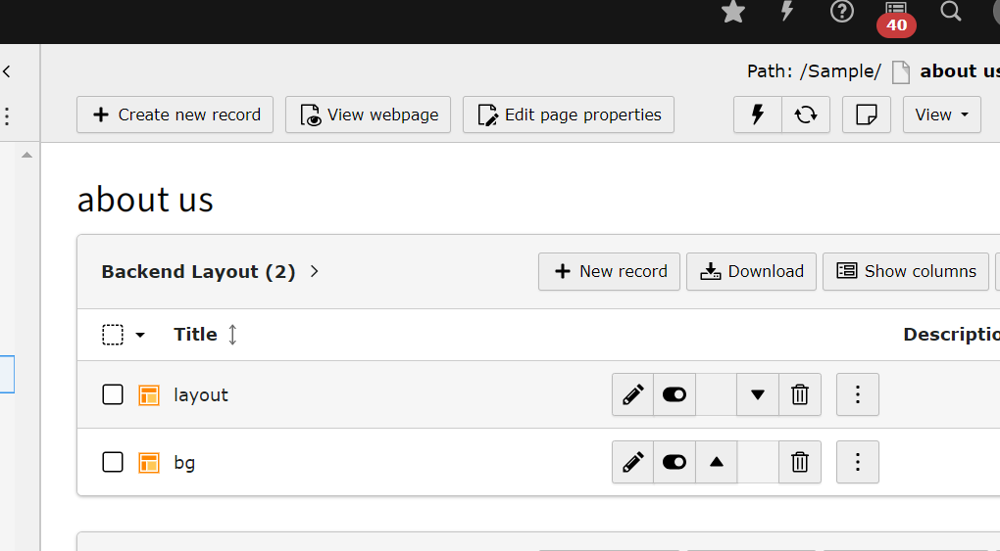 40
Path: /Sample/ about us
Create new record View webpage Edit page properties View
about us
Backend Layout (2) New record Download Show columns
Title Descriptio
layout
bg